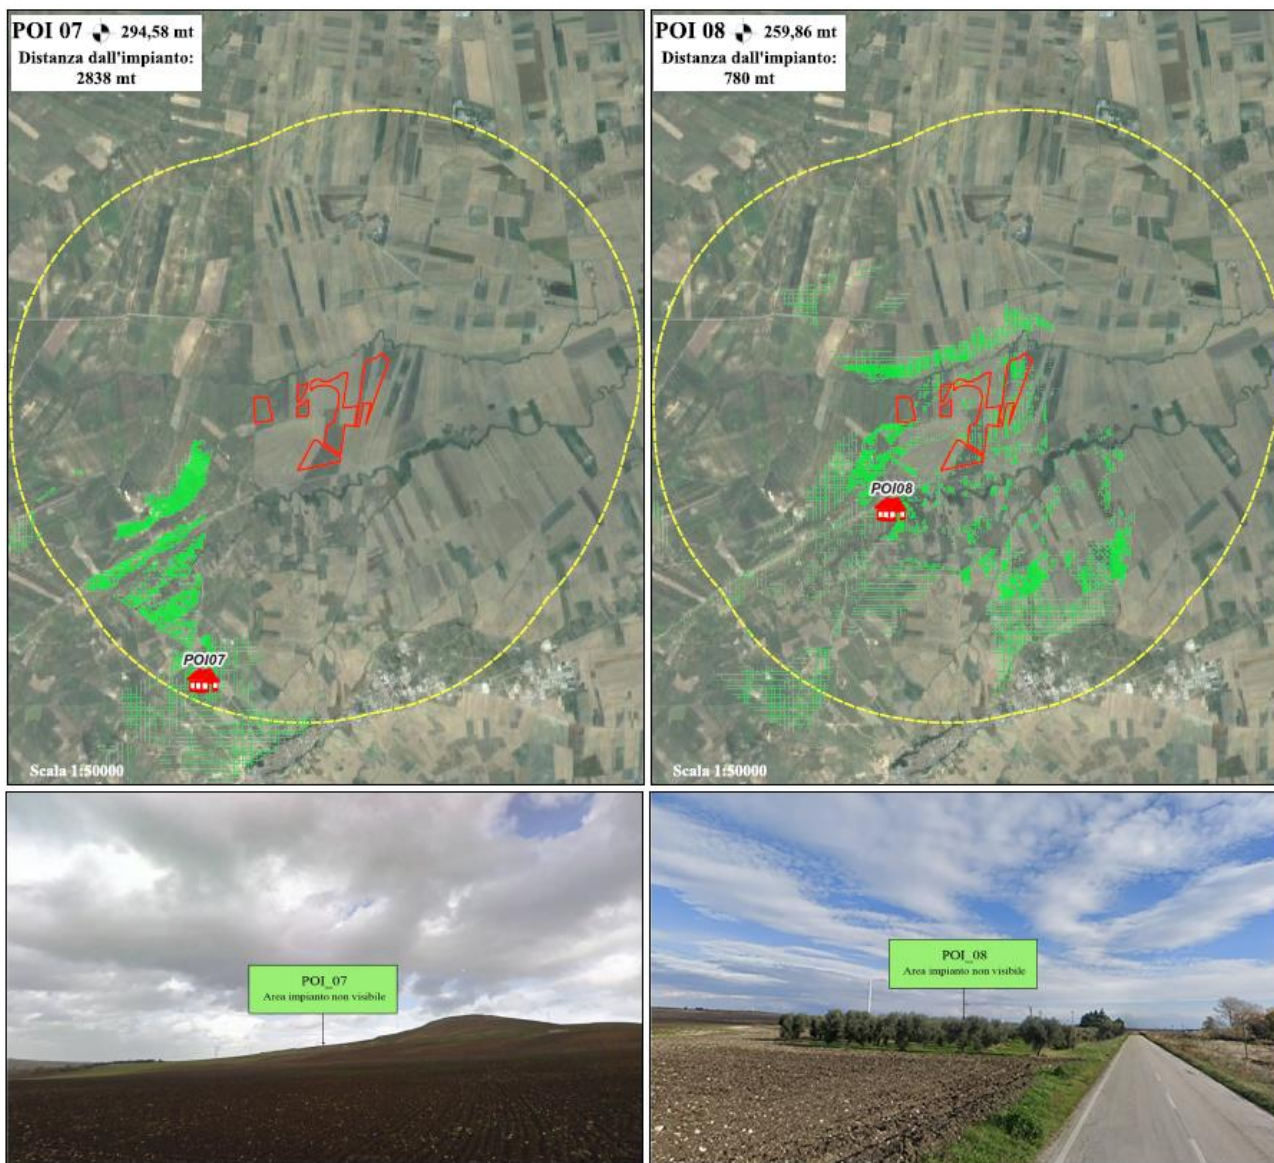 POI 07 294,58 mt
Distanza dall'impianto:
2838 mt
POI07
Scala 1:50000
POI 08 259,86 mt
Distanza dall'impianto:
780 mt
POI08
Scala 1:50000
POI_07
Area impianto non visibile
POI_08
Area impianto non visibile